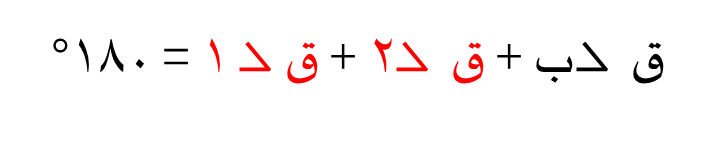 ق ∠ب + ق ∠٢ + ق ∠١ = ١٨٠°